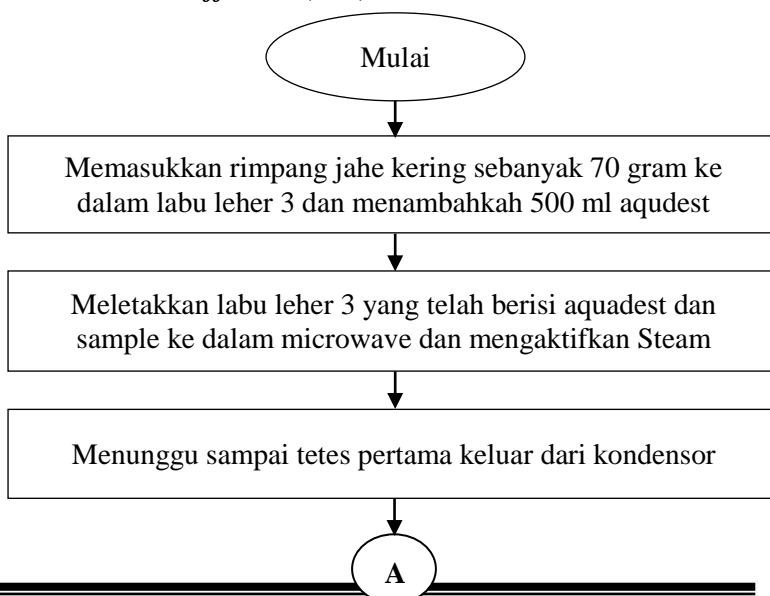 Mulai
Memasukkan rimpang jahe kering sebanyak 70 gram ke
dalam labu leher 3 dan menambahkah 500 ml aqudest
Meletakkan labu leher 3 yang telah berisi aquadest dan
sample ke dalam microwave dan mengaktifkan Steam
Menunggu sampai tetes pertama keluar dari kondensor
A